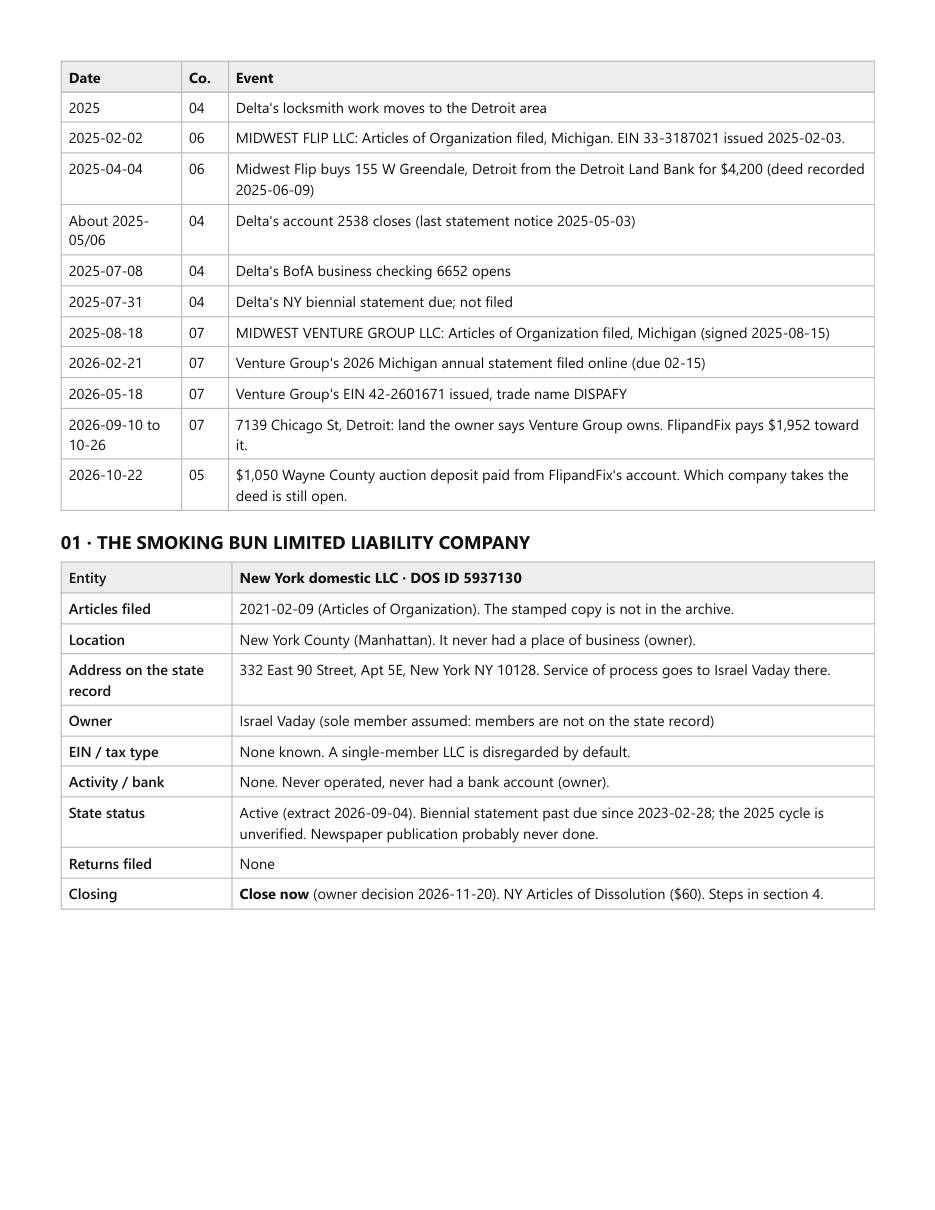 Date Co. Event
2025 04 Delta's locksmith work moves to the Detroit area
2025-02-02 06 MIDWEST FLIP LLC: Articles of Organization filed, Michigan. EIN 33-3187021 issued 2025-02-03.
2025-04-04 06 Midwest Flip buys 155 W Greendale, Detroit from the Detroit Land Bank for $4,200 (deed recorded
2025-06-09)
About 2025- 04 Delta's account 2538 closes (last statement notice 2025-05-03)
05/06
2025-07-08 04 Delta's BofA business checking 6652 opens
2025-07-31 04 Delta's NY biennial statement due; not filed
2025-08-18 07 MIDWEST VENTURE GROUP LLC: Articles of Organization filed, Michigan (signed 2025-08-15)
2026-02-21 07 Venture Group's 2026 Michigan annual statement filed online (due 02-15)
2026-05-18 07 Venture Group's EIN 42-2601671 issued, trade name DISPAFY
2026-09-10 to 07 7139 Chicago St, Detroit: land the owner says Venture Group owns. FlipandFix pays $1,952 toward
10-26 it.
2026-10-22 05 $1,050 Wayne County auction deposit paid from FlipandFix's account. Which company takes the
deed is still open.
01 · THE SMOKING BUN LIMITED LIABILITY COMPANY
Entity New York domestic LLC · DOS ID 5937130
Articles filed 2021-02-09 (Articles of Organization). The stamped copy is not in the archive.
Location New York County (Manhattan). It never had a place of business (owner).
Address on the state 332 East 90 Street, Apt 5E, New York NY 10128. Service of process goes to Israel Vaday there.
record
Owner Israel Vaday (sole member assumed: members are not on the state record)
EIN / tax type None known. A single-member LLC is disregarded by default.
Activity / bank None. Never operated, never had a bank account (owner).
State status Active (extract 2026-09-04). Biennial statement past due since 2023-02-28; the 2025 cycle is
unverified. Newspaper publication probably never done.
Returns filed None
Closing Close now (owner decision 2026-11-20). NY Articles of Dissolution ($60). Steps in section 4.